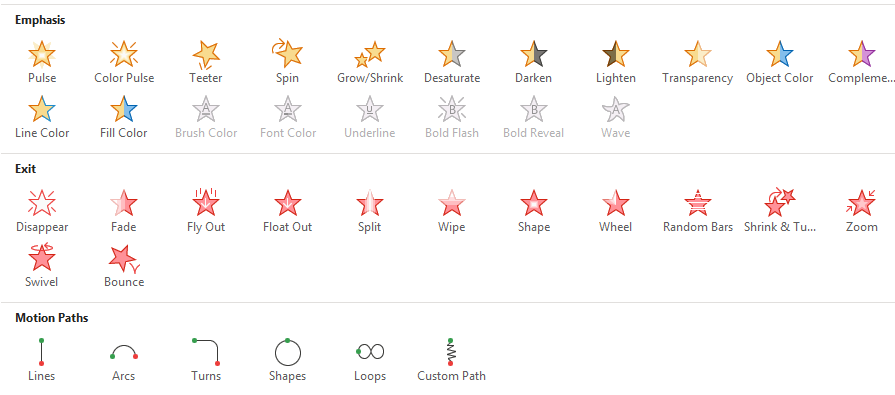 Emphasis
Pulse Color Pulse Teeter Spin Grow/Shrink Desaturate Darken Lighten Transparency Object Color Compleme...
Line Color Fill Color Brush Color Font Color Underline Bold Flash Bold Reveal Wave
Exit
Disappear Fade Fly Out Float Out Split Wipe Shape Wheel Random Bars Shrink & Tu... Zoom
Swivel Bounce
Motion Paths
Lines Arcs Turns Shapes Loops Custom Path